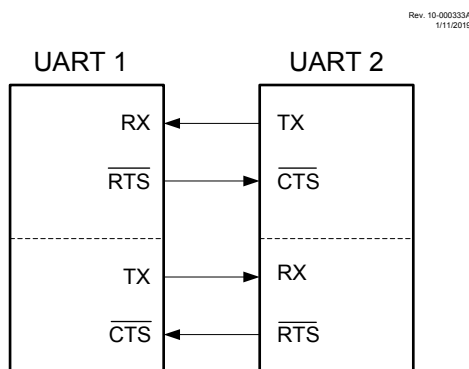 Rev. 10-000333A
1/11/2019
UART 1 UART 2
RX TX
RTS CTS
TX RX
CTS RTS